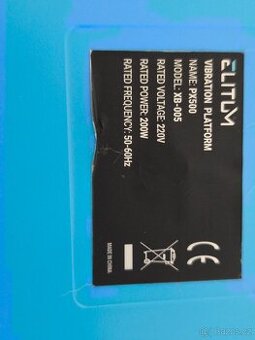 ELITLM
VIBRATION PLATFORM
NAME: PX500
MODEL: XB-005
RATED VOLTAGE: 220V
RATED POWER: 200W
RATED FREQUENCY: 50-60Hz
CE
MADE IN CHINA